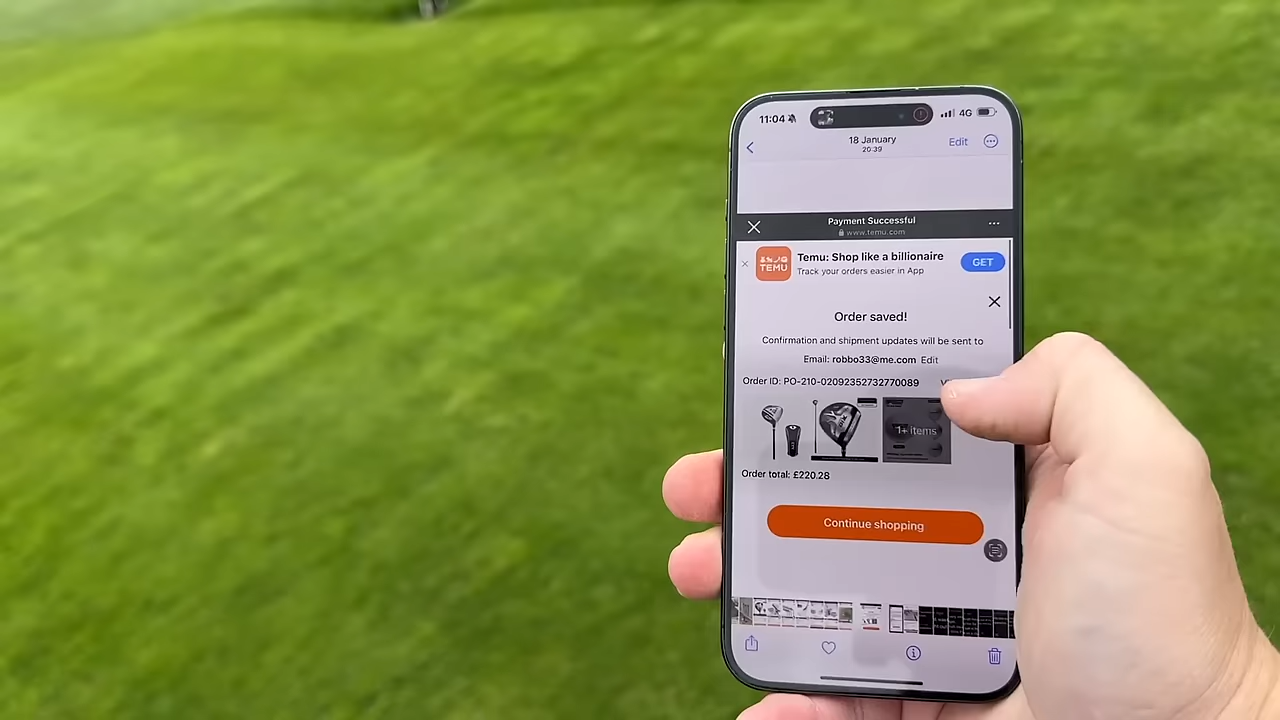 11:04
4G
18 January
Edit
20:39
Payment Successful
www.temu.com
TEMU
Temu: Shop like a billionaire
GET
Track your orders easier in App
Order saved!
Confirmation and shipment updates will be sent to
Email: robbo33@me.com Edit
Order ID: PO-210-02092352732770089
1+ items
Order total: £220.28
Continue shopping